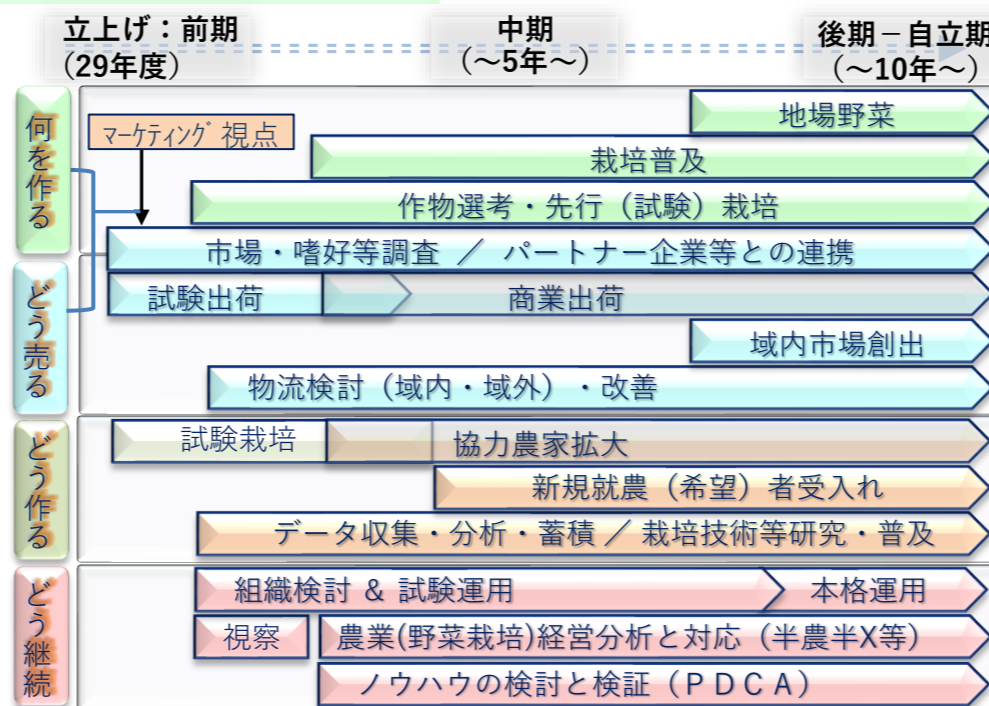 立上げ：前期
（29年度）
中期
（～5年～）
後期－自立期
（～10年～）
何を作る
マーケティング 視点
地場野菜
栽培普及
作物選考・先行（試験）栽培
市場・嗜好等調査 ／ パートナー企業等との連携
どう売る
試験出荷
商業出荷
域内市場創出
物流検討（域内・域外）・改善
どう作る
試験栽培
協力農家拡大
新規就農（希望）者受入れ
データ収集・分析・蓄積 ／ 栽培技術等研究・普及
どう継続
組織検討 & 試験運用
本格運用
視察
農業(野菜栽培)経営分析と対応（半農半X等）
ノウハウの検討と検証（ＰＤＣＡ）